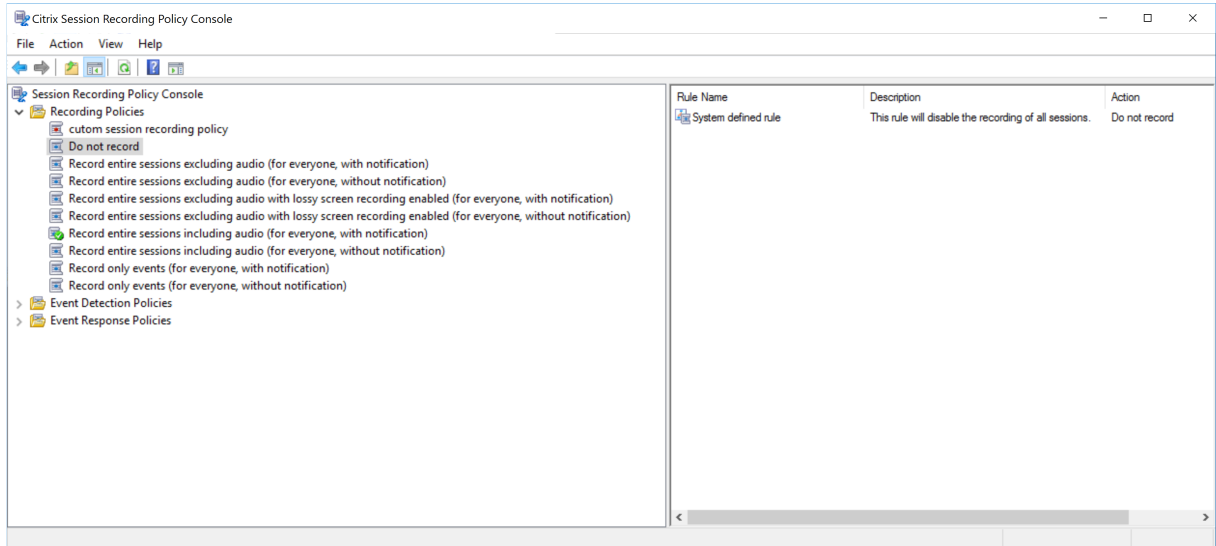 Citrix Session Recording Policy Console
File Action View Help
Session Recording Policy Console
Recording Policies
cutom session recording policy
Do not record
Record entire sessions excluding audio (for everyone, with notification)
Record entire sessions excluding audio (for everyone, without notification)
Record entire sessions excluding audio with lossy screen recording enabled (for everyone, with notification)
Record entire sessions excluding audio with lossy screen recording enabled (for everyone, without notification)
Record entire sessions including audio (for everyone, with notification)
Record entire sessions including audio (for everyone, without notification)
Record only events (for everyone, with notification)
Record only events (for everyone, without notification)
Event Detection Policies
Event Response Policies
Rule Name Description Action
System defined rule This rule will disable the recording of all sessions. Do not record